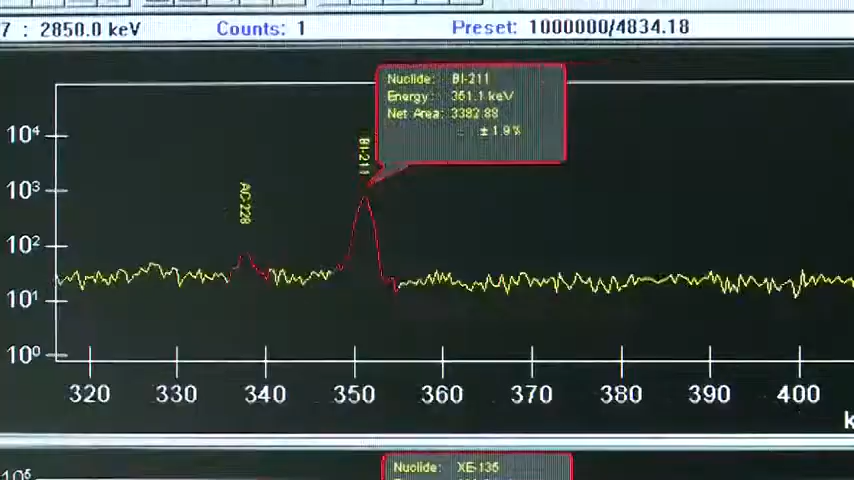 7 : 2850.0 keV Counts: 1 Preset: 1000000/4834.18
Nuclide: BI-211
Energy: 351.1 keV
Net Area: 3382.88
± 1.9%
BI-211
AC-228
10⁴
10³
10²
10¹
10⁰
320 330 340 350 360 370 380 390 400
k
10⁵
Nuclide: XE-135